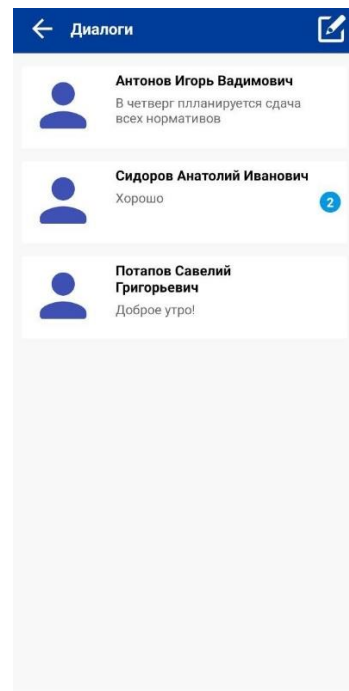 Диалоги
Антонов Игорь Вадимович
В четверг плланируется сдача
всех нормативов
Сидоров Анатолий Иванович
Хорошо
2
Потапов Савелий
Григорьевич
Доброе утро!